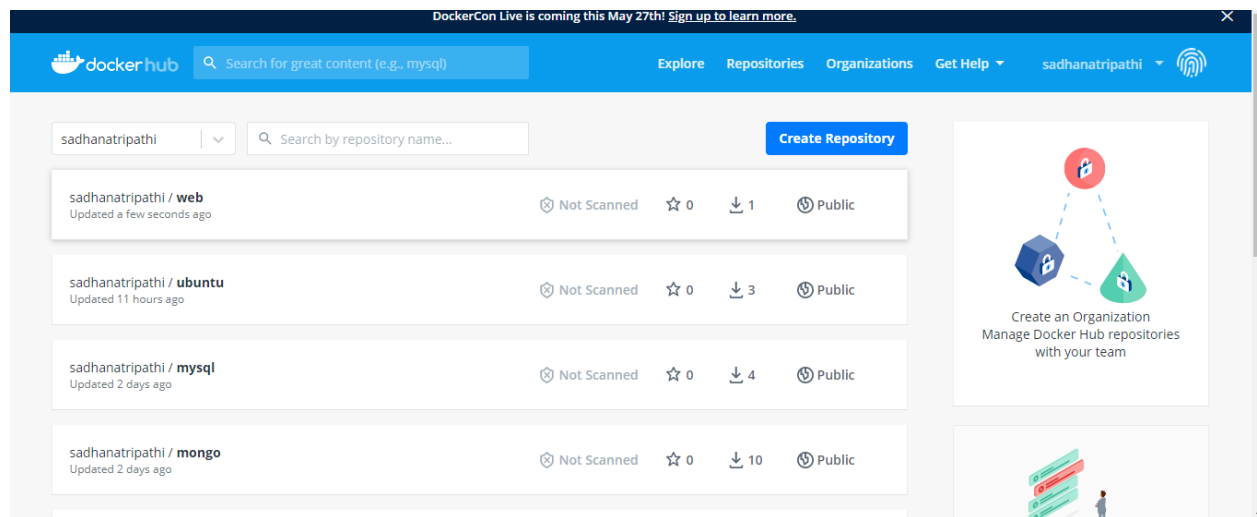 DockerCon Live is coming this May 27th! Sign up to learn more.
docker hub Search for great content (e.g., mysql) Explore Repositories Organizations Get Help sadhanatripathi
sadhanatripathi Search by repository name... Create Repository
sadhanatripathi / web
Updated a few seconds ago
Not Scanned 0 1 Public
sadhanatripathi / ubuntu
Updated 11 hours ago
Not Scanned 0 3 Public
sadhanatripathi / mysql
Updated 2 days ago
Not Scanned 0 4 Public
sadhanatripathi / mongo
Updated 2 days ago
Not Scanned 0 10 Public
Create an Organization
Manage Docker Hub repositories
with your team